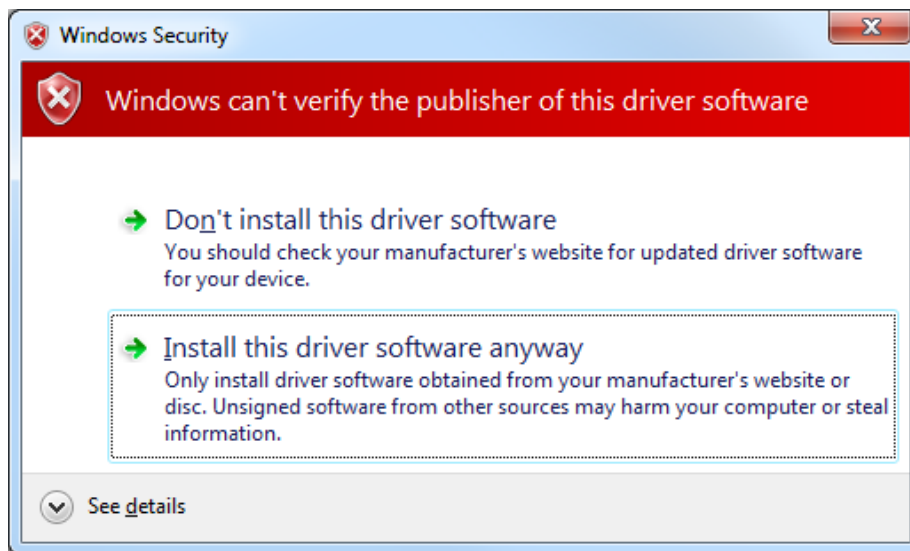 Windows Security
Windows can't verify the publisher of this driver software
Don't install this driver software
You should check your manufacturer's website for updated driver software
for your device.
Install this driver software anyway
Only install driver software obtained from your manufacturer's website or
disc. Unsigned software from other sources may harm your computer or steal
information.
See details